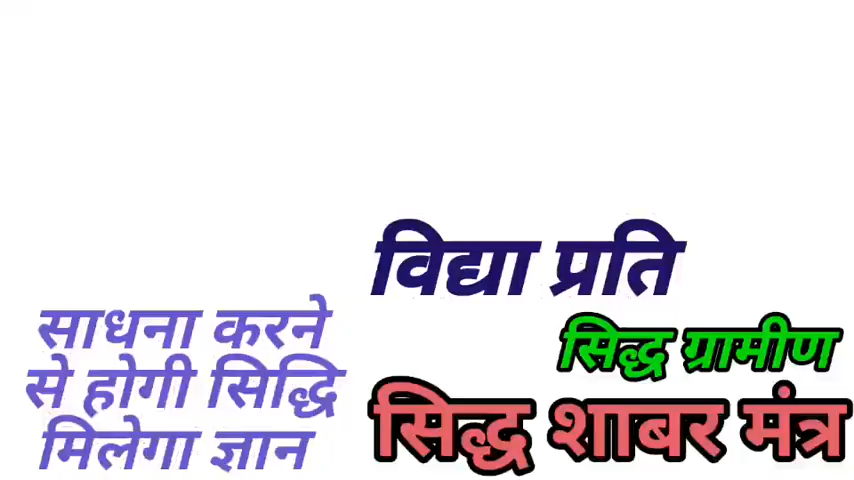 विद्या प्रति
साधना करने
से होगी सिद्धि
मिलेगा ज्ञान
सिद्ध ग्रामीण
सिद्ध शाबर मंत्र